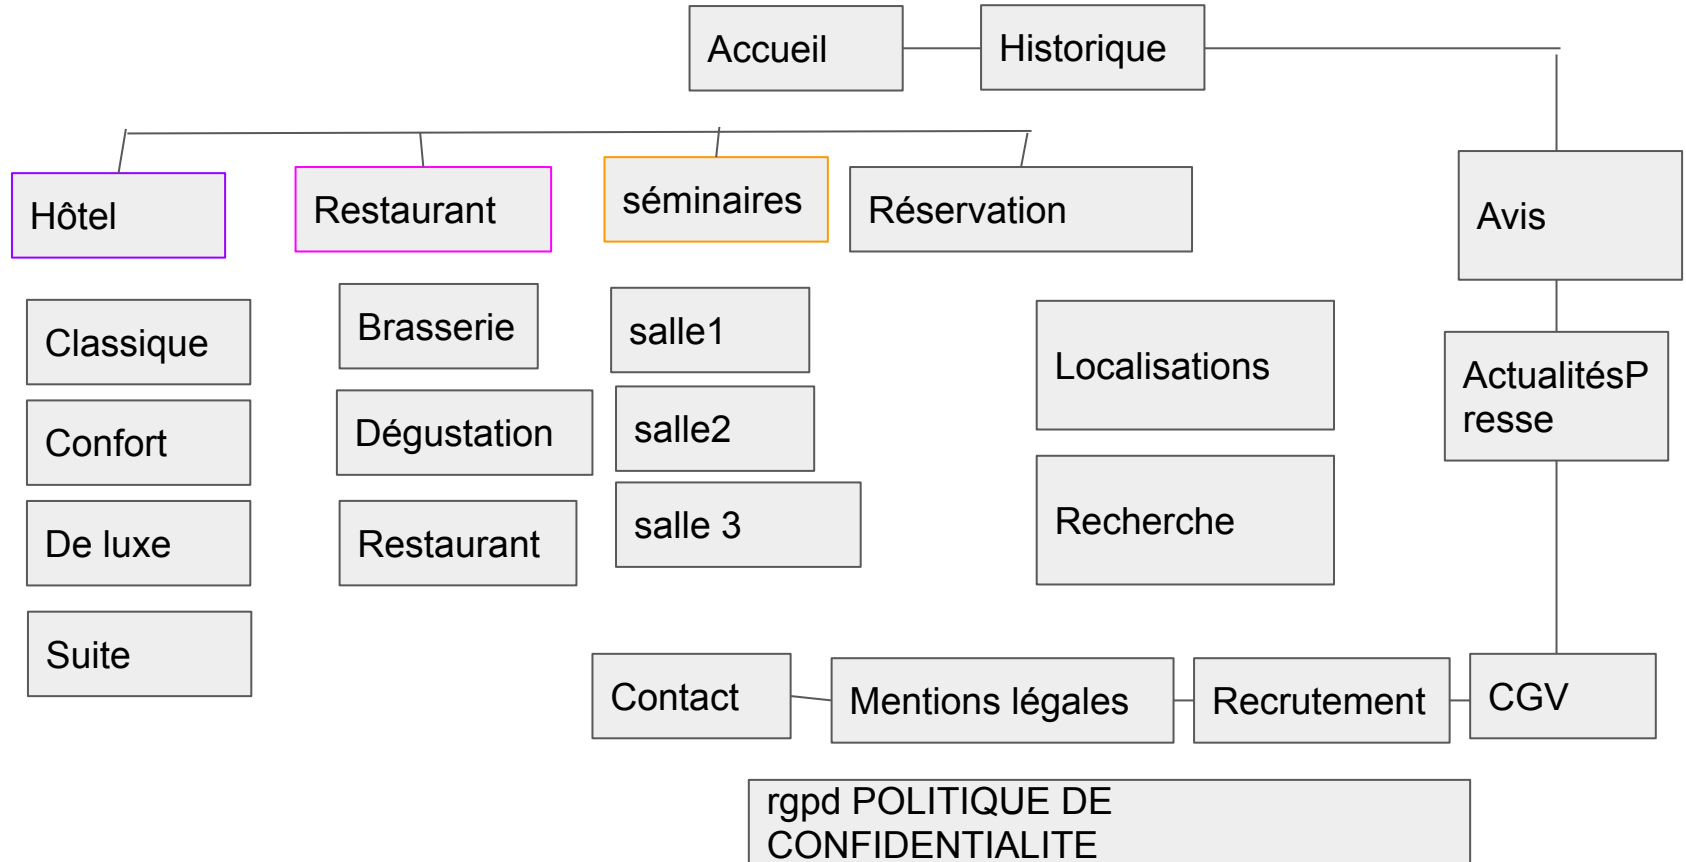 Accueil
Historique
Hôtel
Restaurant
séminaires
Réservation
Avis
Classique
Brasserie
salle1
Localisations
ActualitésP
resse
Confort
Dégustation
salle2
De luxe
Restaurant
salle 3
Recherche
Suite
Contact
Mentions légales
Recrutement
CGV
rgpd POLITIQUE DE
CONFIDENTIALITE